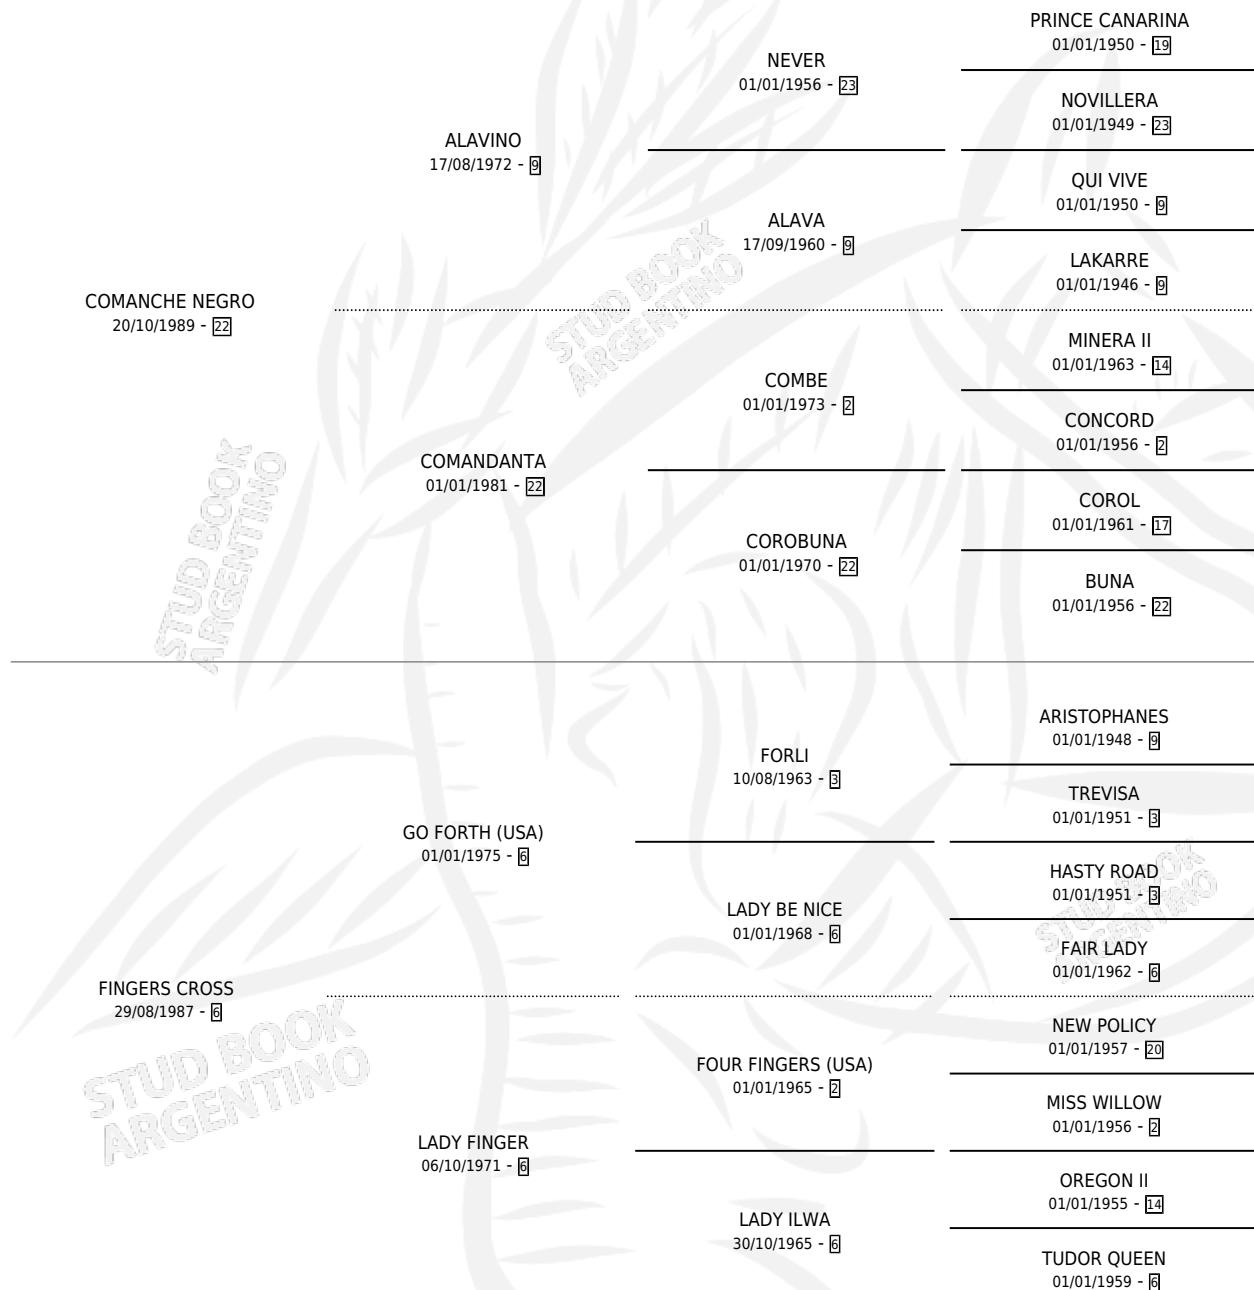 PRINCE CANARINA
01/01/1950 - 19
NEVER
01/01/1956 - 23
NOVILLERA
01/01/1949 - 23
ALAVINO
17/08/1972 - 9
QUI VIVE
01/01/1950 - 9
ALAVA
17/09/1960 - 9
LAKARRE
01/01/1946 - 9
COMANCHE NEGRO
20/10/1989 - 22
MINERA II
01/01/1963 - 14
COMBE
01/01/1973 - 2
CONCORD
01/01/1956 - 2
COMANDANTA
01/01/1981 - 22
COROL
01/01/1961 - 17
COROBUNA
01/01/1970 - 22
BUNA
01/01/1956 - 22
ARISTOPHANES
01/01/1948 - 9
FORLI
10/08/1963 - 3
TREVISA
01/01/1951 - 3
GO FORTH (USA)
01/01/1975 - 6
HASTY ROAD
01/01/1951 - 3
LADY BE NICE
01/01/1968 - 6
FAIR LADY
01/01/1962 - 6
FINGERS CROSS
29/08/1987 - 6
NEW POLICY
01/01/1957 - 20
FOUR FINGERS (USA)
01/01/1965 - 2
MISS WILLOW
01/01/1956 - 2
LADY FINGER
06/10/1971 - 6
OREGON II
01/01/1955 - 14
LADY ILWA
30/10/1965 - 6
TUDOR QUEEN
01/01/1959 - 6
STUD BOOK
ARGENTINO
STUD BOOK
ARGENTINO
STUD BOOK
ARGENTINO
STUD BOOK
ARGENTINO